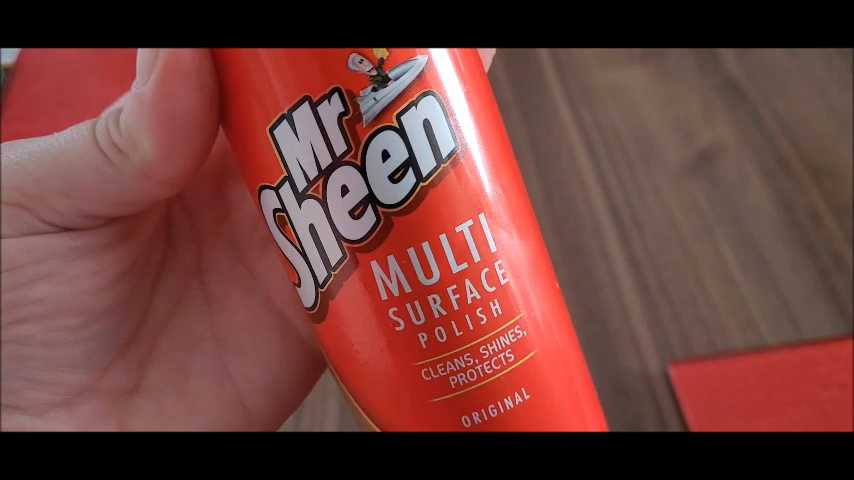 Mr
Sheen
MULTI
SURFACE
POLISH
CLEANS, SHINES,
PROTECTS
ORIGINAL